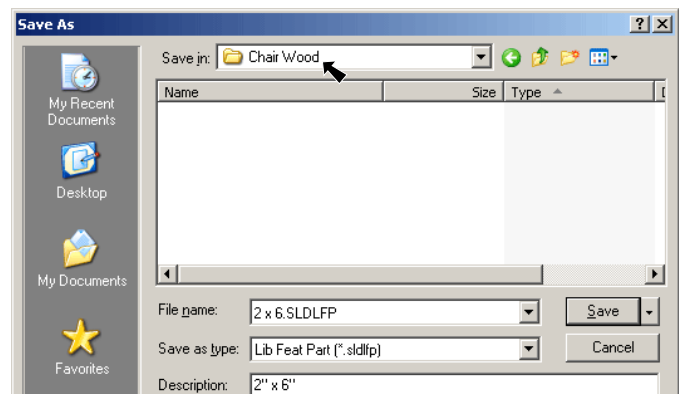 Save As
Save in: Chair Wood
My Recent
Documents
Desktop
My Documents
Favorites
Name Size Type
File name: 2 x 6.SLDLFP Save
Save as type: Lib Feat Part (*.sldlfp) Cancel
Description: 2" x 6"